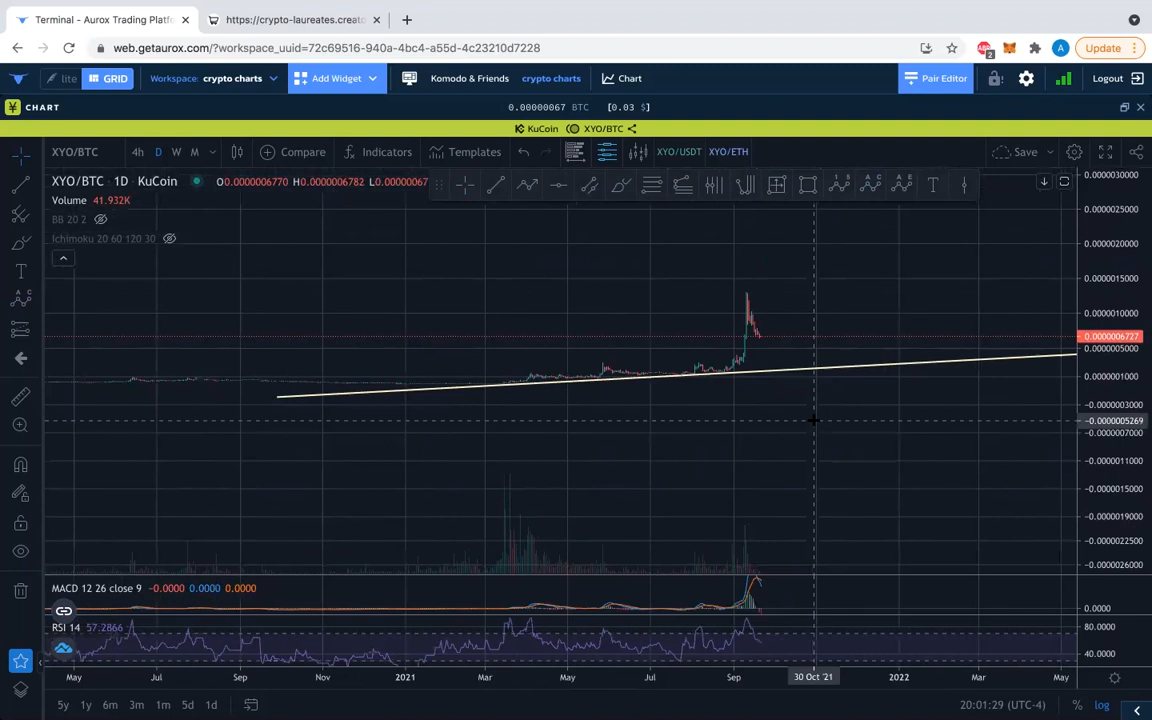 Terminal - Aurox Trading Platfo
https://crypto-laureates.creato
web.getaurox.com/?workspace_uuid=72c69516-940a-4bc4-a55d-4c23210d7228
2
A
Update
lite
GRID
Workspace: crypto charts
Add Widget
Komodo & Friends
crypto charts
Chart
Pair Editor
Logout
CHART
0.00000067 BTC [0.03 $]
KuCoin XYO/BTC
XYO/BTC
4h D W M
Compare
Indicators
Templates
XYO/USDT XYO/ETH
Save
XYO/BTC · 1D · KuCoin
O0.0000006770 H0.0000006782 L0.00000067
Volume 41.932K
BB 20 2
Ichimoku 20 60 120 30
0.0000030000
0.0000025000
0.0000020000
0.0000015000
0.0000010000
0.0000006727
0.0000005000
0.0000001000
−0.0000003000
−0.0000005269
−0.0000007000
−0.0000011000
−0.0000015000
−0.0000019000
−0.0000022500
−0.0000026000
MACD 12 26 close 9 −0.0000 0.0000 0.0000
0.0000
RSI 14 57.2866
80.0000
40.0000
May Jul Sep Nov 2021 Mar May Jul Sep 30 Oct '21 2022 Mar May
5y 1y 6m 3m 1m 5d 1d
20:01:29 (UTC-4) % log